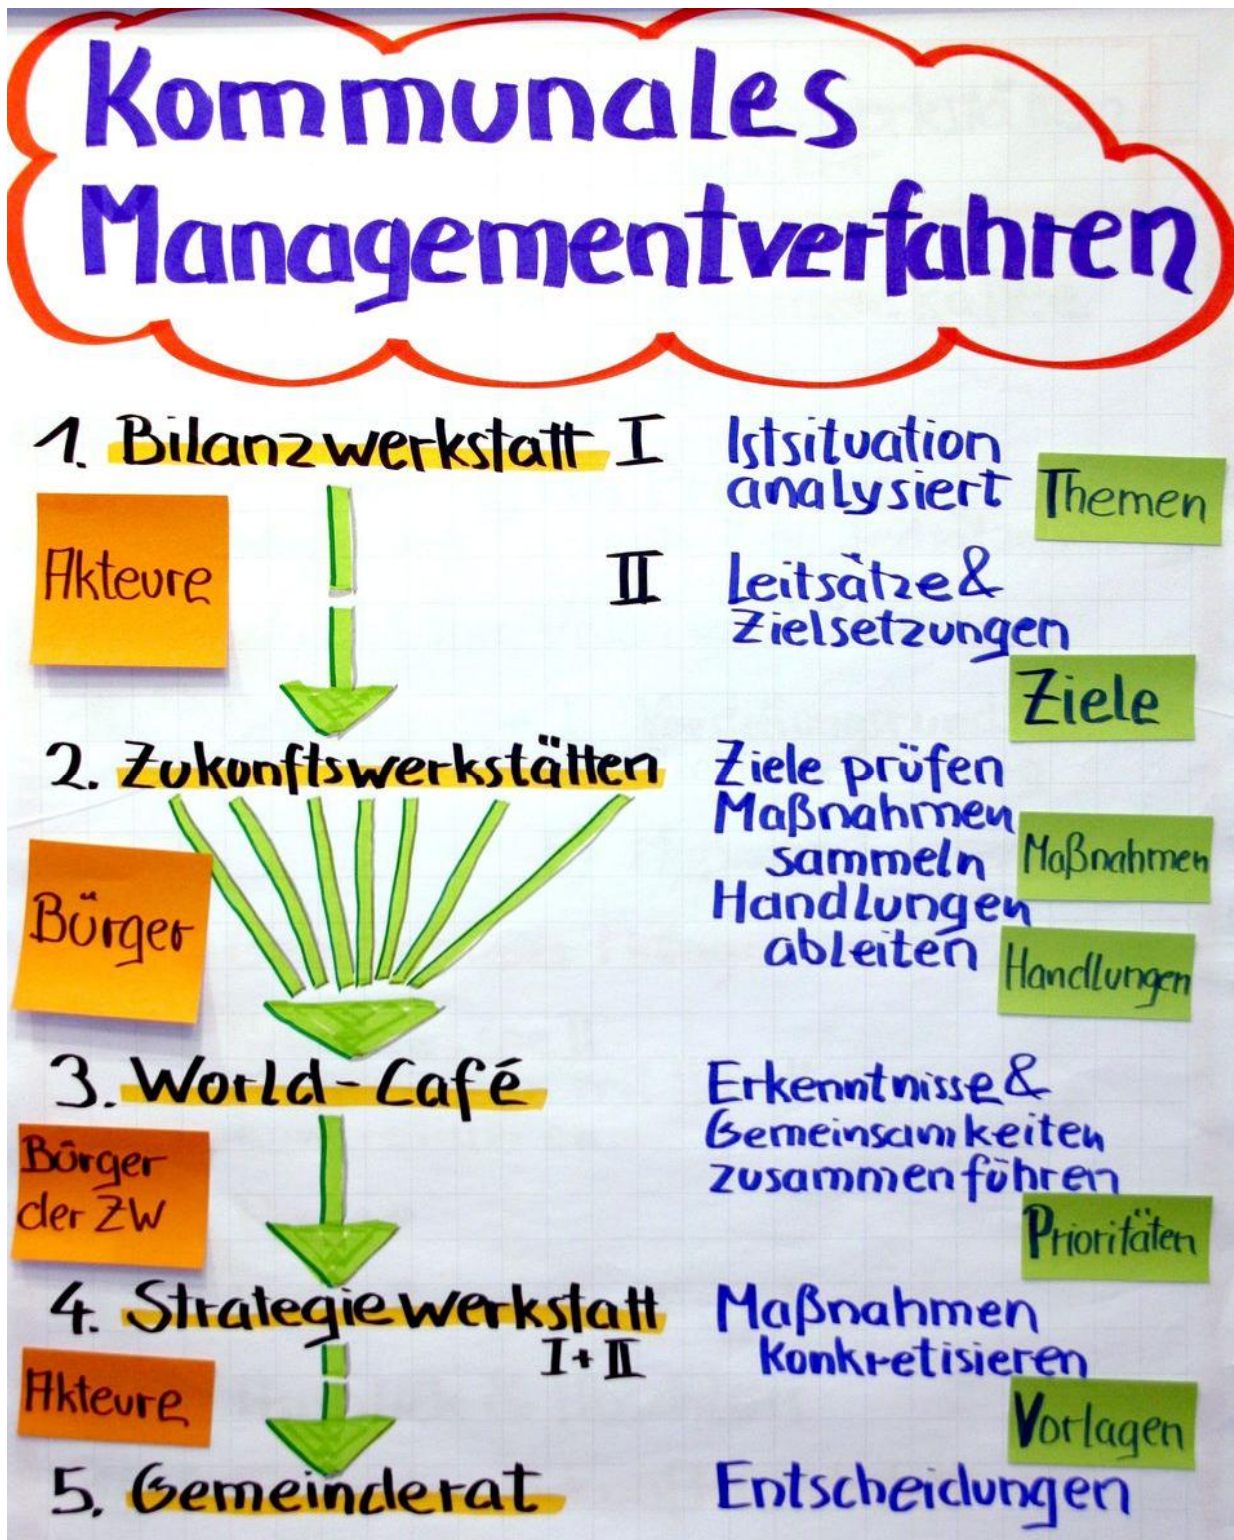 Kommunales
Managementverfahren
1. Bilanzwerkstatt I
Istsituation
analysiert
Themen
Akteure
II
Leitsätze &
Zielsetzungen
Ziele
2. Zukunftswerkstätten
Ziele prüfen
Maßnahmen
sammeln
Maßnahmen
Handlungen
ableiten
Handlungen
Bürger
3. World-Café
Erkenntnisse &
Gemeinsamkeiten
zusammenführen
Prioritäten
Bürger
der ZW
4. Strategiewerkstatt
I + II
Maßnahmen
konkretisieren
Vorlagen
Akteure
5. Gemeinderat
Entscheidungen